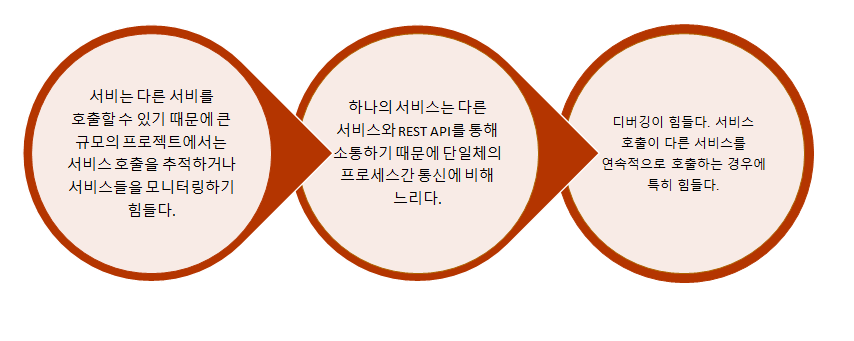 서비는 다른 서비를
호출할 수 있기 때문에 큰
규모의 프로젝트에서는
서비스 호출을 추적하거나
서비스들을 모니터링하기
힘들다.
하나의 서비스는 다른
서비스와 REST API를 통해
소통하기 때문에 단일체의
프로세스간 통신에 비해
느리다.
디버깅이 힘들다. 서비스
호출이 다른 서비스를
연속적으로 호출하는 경우에
특히 힘들다.